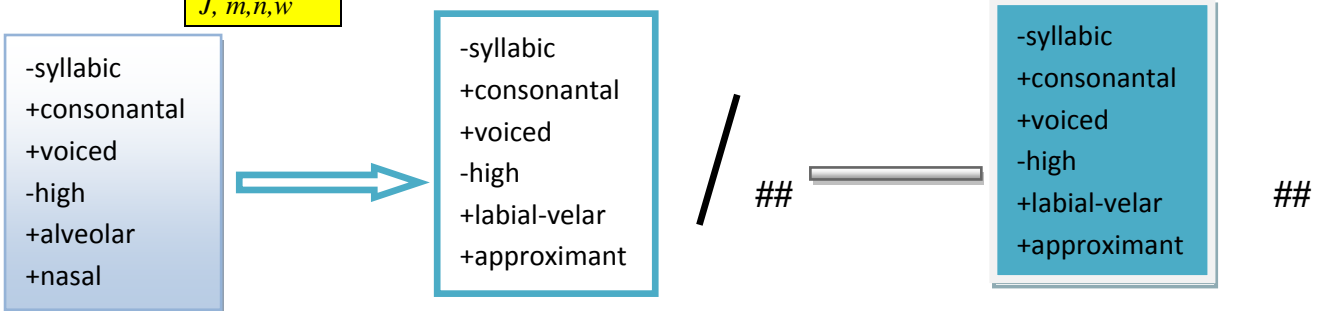 J, m,n,w
-syllabic
+consonantal
+voiced
-high
+alveolar
+nasal
-syllabic
+consonantal
+voiced
-high
+labial-velar
+approximant
##
-syllabic
+consonantal
+voiced
-high
+labial-velar
+approximant
##